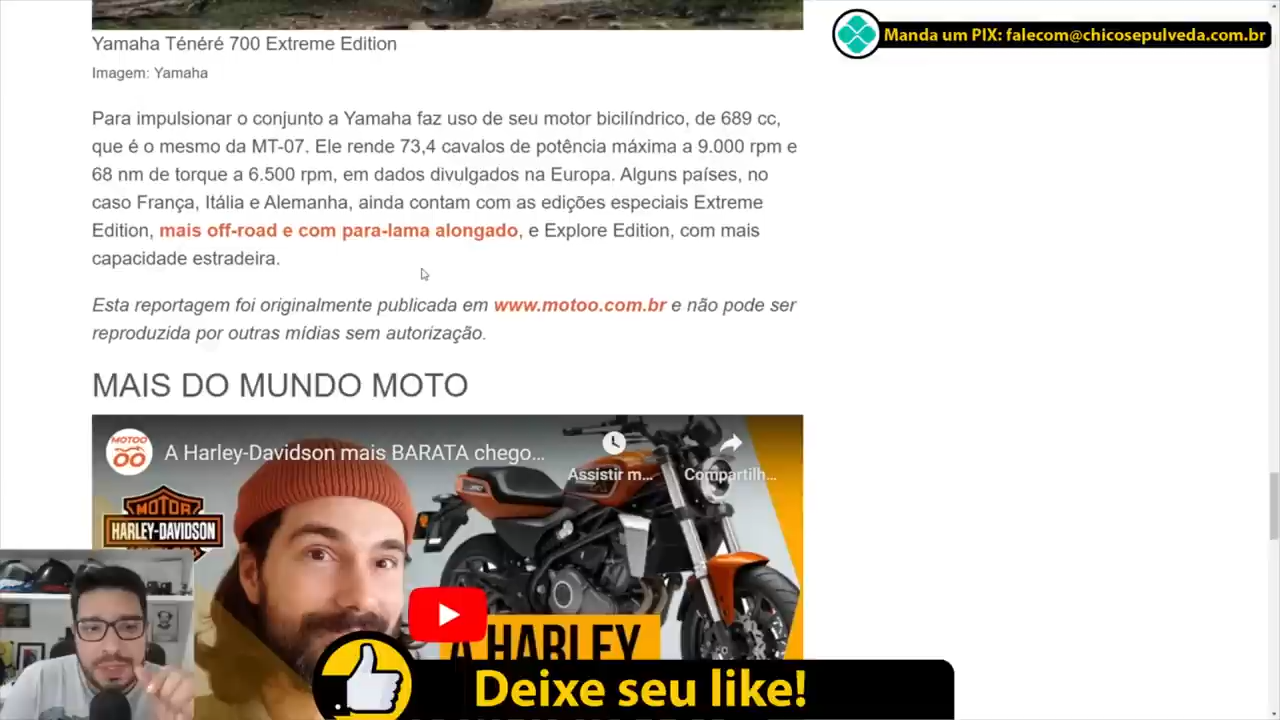 Manda um PIX: falecom@chicosepulveda.com.br
Yamaha Ténéré 700 Extreme Edition
Imagem: Yamaha
Para impulsionar o conjunto a Yamaha faz uso de seu motor bicilíndrico, de 689 cc,
que é o mesmo da MT-07. Ele rende 73,4 cavalos de potência máxima a 9.000 rpm e
68 nm de torque a 6.500 rpm, em dados divulgados na Europa. Alguns países, no
caso França, Itália e Alemanha, ainda contam com as edições especiais Extreme
Edition, mais off-road e com para-lama alongado, e Explore Edition, com mais
capacidade estradeira.
Esta reportagem foi originalmente publicada em www.motoo.com.br e não pode ser
reproduzida por outras mídias sem autorização.
MAIS DO MUNDO MOTO
MOTOO
A Harley-Davidson mais BARATA chego...
Assistir m...
Compartilh...
MOTOR
HARLEY-DAVIDSON
A HARLEY
Deixe seu like!